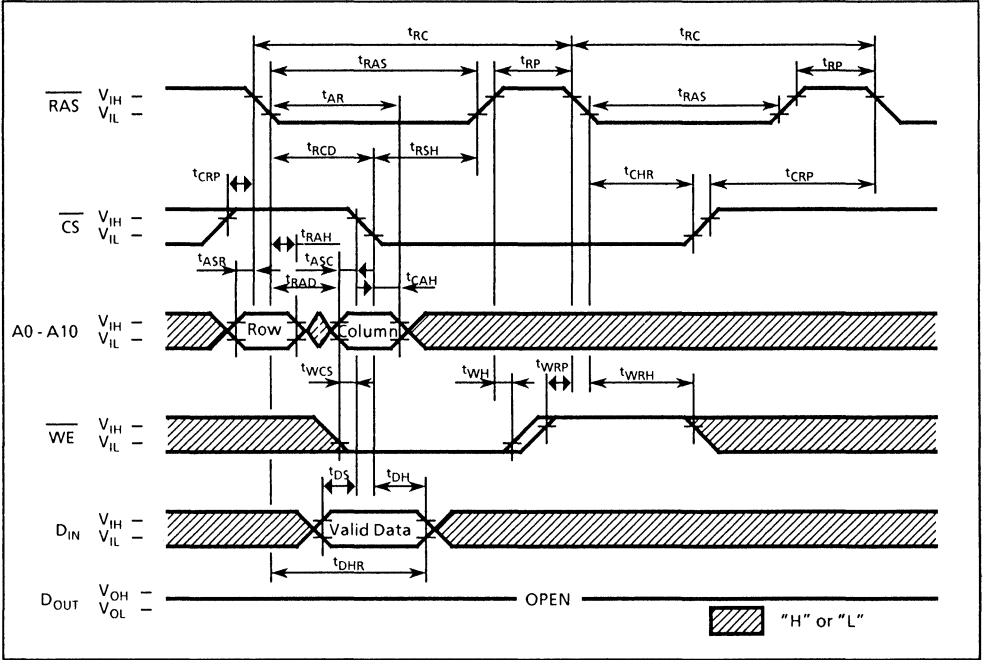 tRC tRC
tRAS tRP tRP
RAS VIH VIL tAR tRAS
tRCD tRSH
tCRP tCHR tCRP
CS VIH VIL
tRAH
tASR tASC
tRAD tCAH
A0 - A10 VIH VIL Row Column
tWCS tWH tWRP tWRH
WE VIH VIL
tDS tDH
DIN VIH VIL Valid Data
tDHR
DOUT VOH VOL OPEN
"H" or "L"